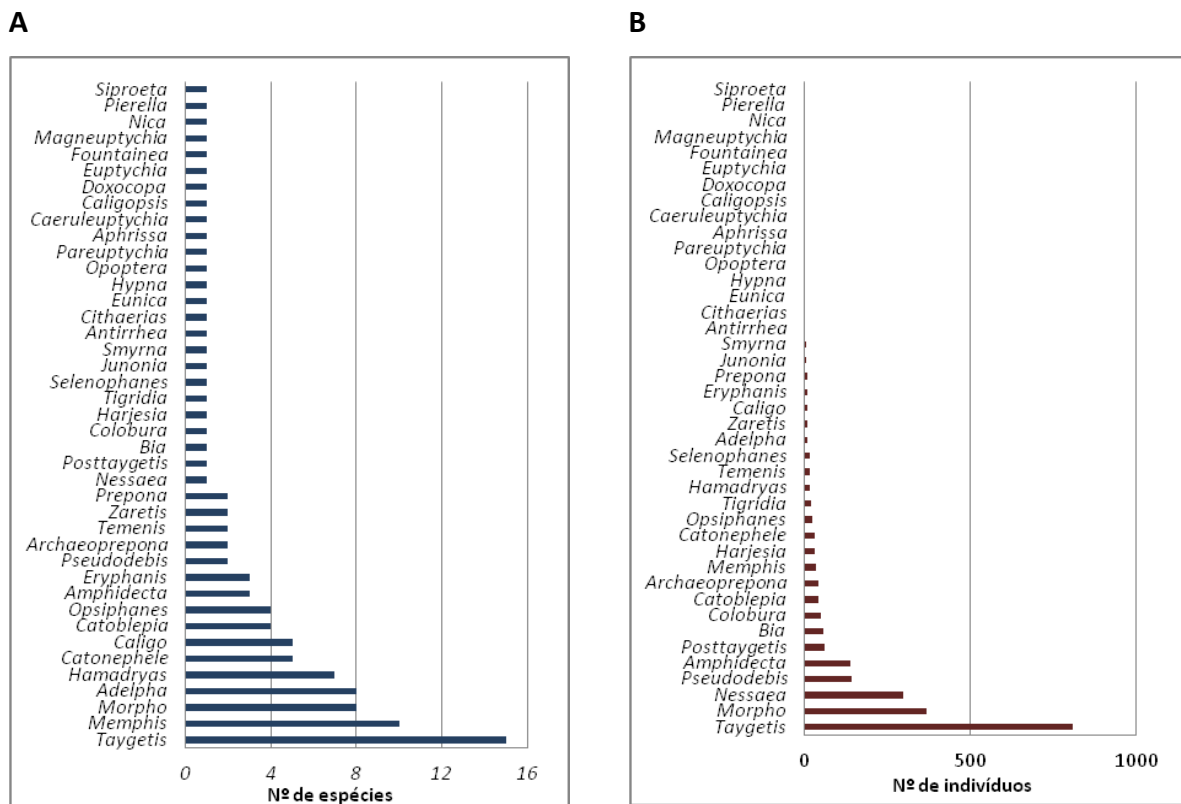 A
Siproeta
Pierella
Nica
Magneuptychia
Fountainea
Euptychia
Doxocopa
Caligopsis
Caeruleuptychia
Aphrissa
Pareuptychia
Opoptera
Hypna
Eunica
Cithaerias
Antirrhea
Smyrna
Junonia
Selenophanes
Tigridia
Harjesia
Colobura
Bia
Posttaygetis
Nessaea
Prepona
Zaretis
Temenis
Archaeoprepona
Pseudodebis
Eryphanis
Amphidecta
Opsiphanes
Catoblepia
Caligo
Catonephele
Hamadryas
Adelpha
Morpho
Memphis
Taygetis
0 4 8 12 16
Nº de espécies
B
Siproeta
Pierella
Nica
Magneuptychia
Fountainea
Euptychia
Doxocopa
Caligopsis
Caeruleuptychia
Aphrissa
Pareuptychia
Opoptera
Hypna
Eunica
Cithaerias
Antirrhea
Smyrna
Junonia
Prepona
Eryphanis
Caligo
Zaretis
Adelpha
Selenophanes
Temenis
Hamadryas
Tigridia
Opsiphanes
Catonephele
Harjesia
Memphis
Archaeoprepona
Catoblepia
Colobura
Bia
Posttaygetis
Amphidecta
Pseudodebis
Nessaea
Morpho
Taygetis
0 500 1000
Nº de indivíduos